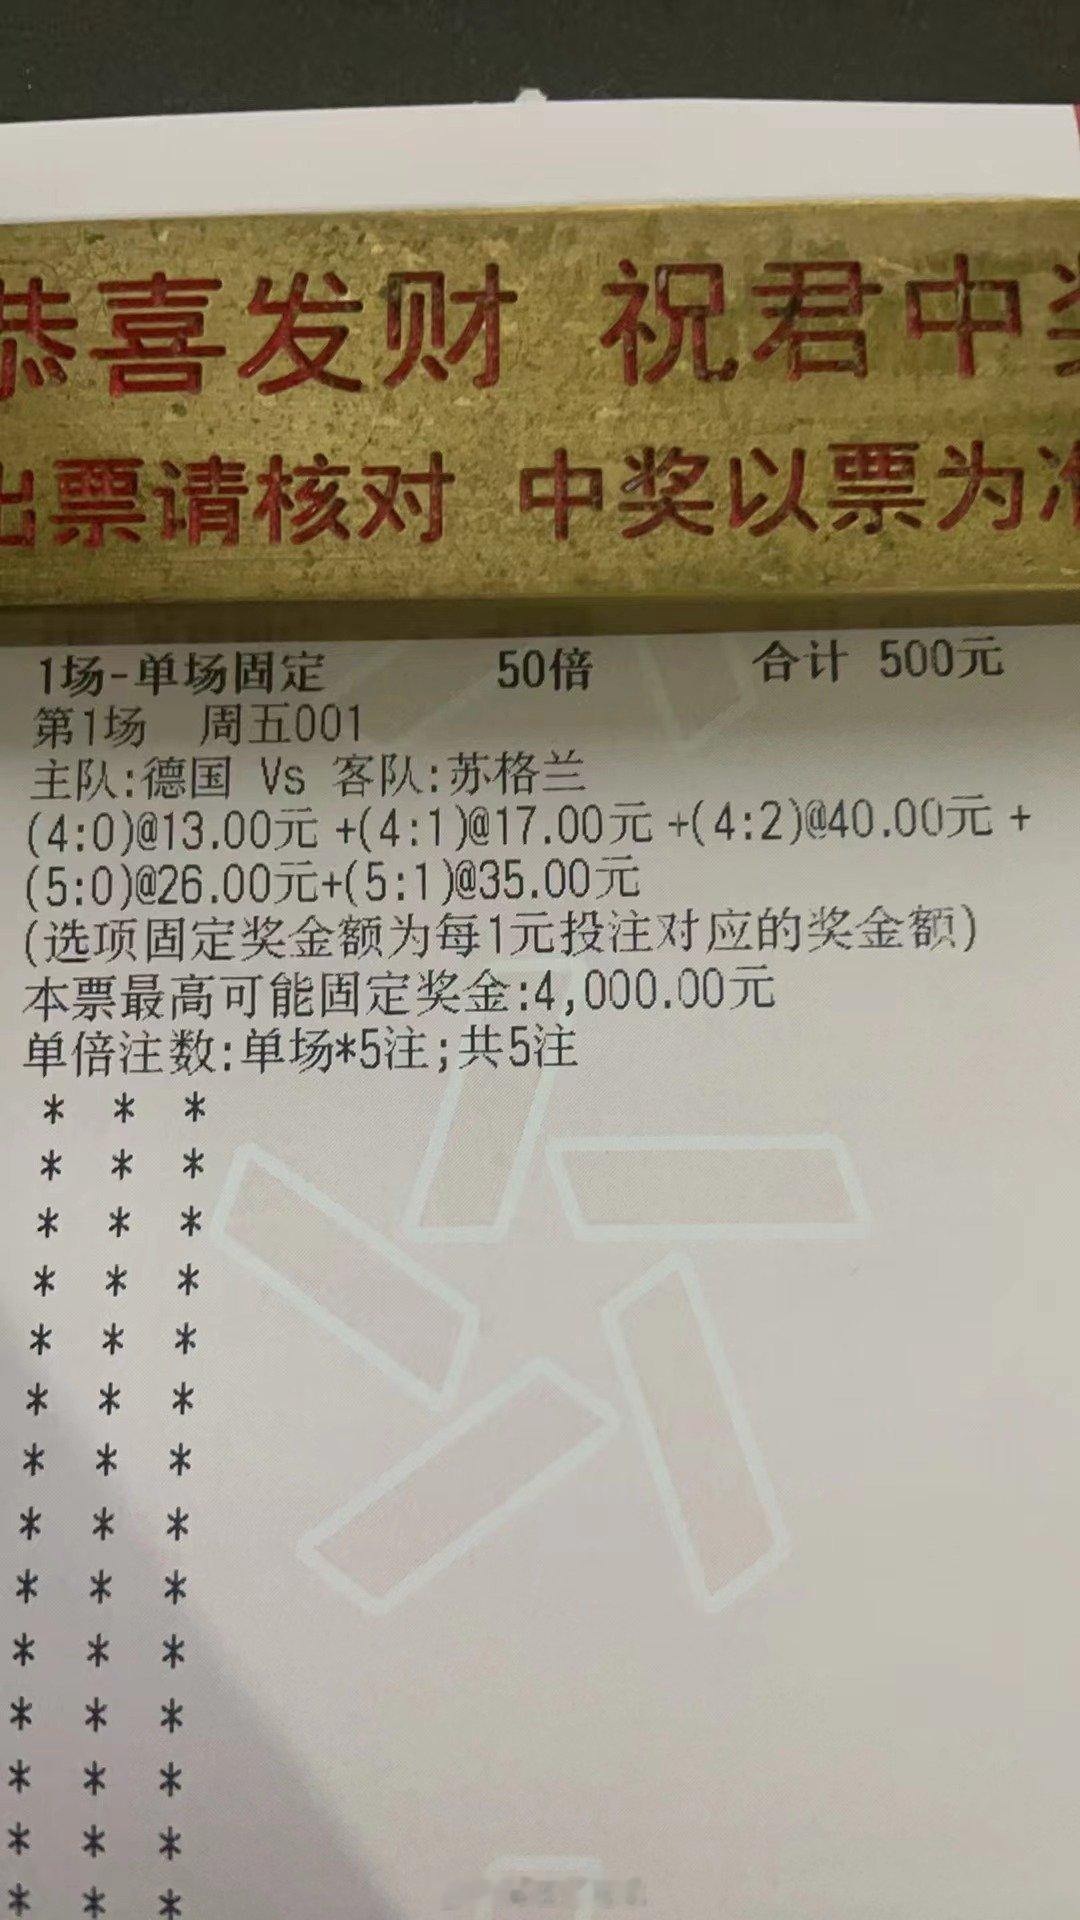 恭喜发财 祝君中奖
出票请核对 中奖以票为准
1场-单场固定 50倍 合计 500元
第1场 周五001
主队:德国 Vs 客队:苏格兰
(4:0)@13.00元+(4:1)@17.00元+(4:2)@40.00元+
(5:0)@26.00元+(5:1)@35.00元
(选项固定奖金额为每1元投注对应的奖金额)
本票最高可能固定奖金:4,000.00元
单倍注数:单场*5注;共5注
* * *
* * *
* * *
* * *
* * *
* * *
* * *
* * *
* * *
* * *
* * *
* * *
* * *
* * *